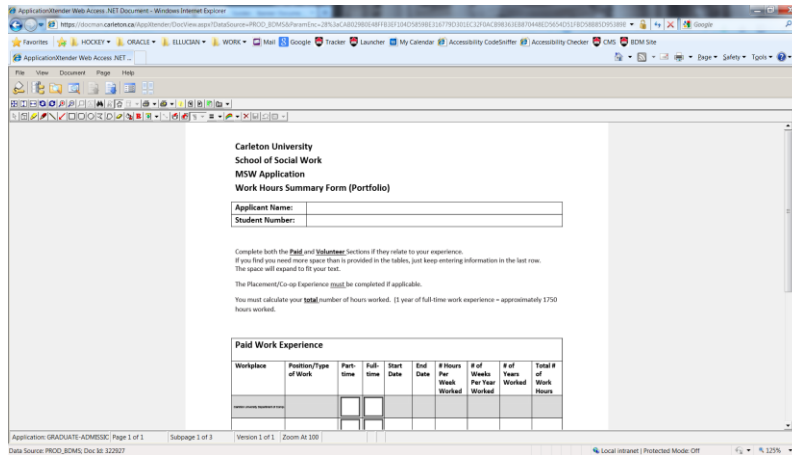 ApplicationXtender Web Access .NET Document - Windows Internet Explorer
Google
Favorites HOCKEY ORACLE ELLUCIAN WORK Mail Google Tracker Launcher My Calendar Accessibility CodeSniffer Accessibility Checker CMS BDM Site
ApplicationXtender Web Access .NET ...
Page Safety Tools
File View Document Page Help
Carleton University
School of Social Work
MSW Application
Work Hours Summary Form (Portfolio)
Applicant Name:
Student Number:
Complete both the Paid and Volunteer Sections if they relate to your experience.
If you find you need more space than is provided in the tables, just keep entering information in the last row.
The space will expand to fit your text.
The Placement/Co-op Experience must be completed if applicable.
You must calculate your total number of hours worked. (1 year of full-time work experience = approximately 1750
hours worked.
Paid Work Experience
Workplace Position/Type of Work Part-time Full-time Start Date End Date # Hours Per Week Worked # of Weeks Per Year Worked # of Years Worked Total # of Work Hours
Application: GRADUATE-ADMISSIC Page 1 of 1 Subpage 1 of 3 Version 1 of 1 Zoom At 100
Data Source: PROD_BDMS; Doc Id: 322927 Local intranet | Protected Mode: Off 125%